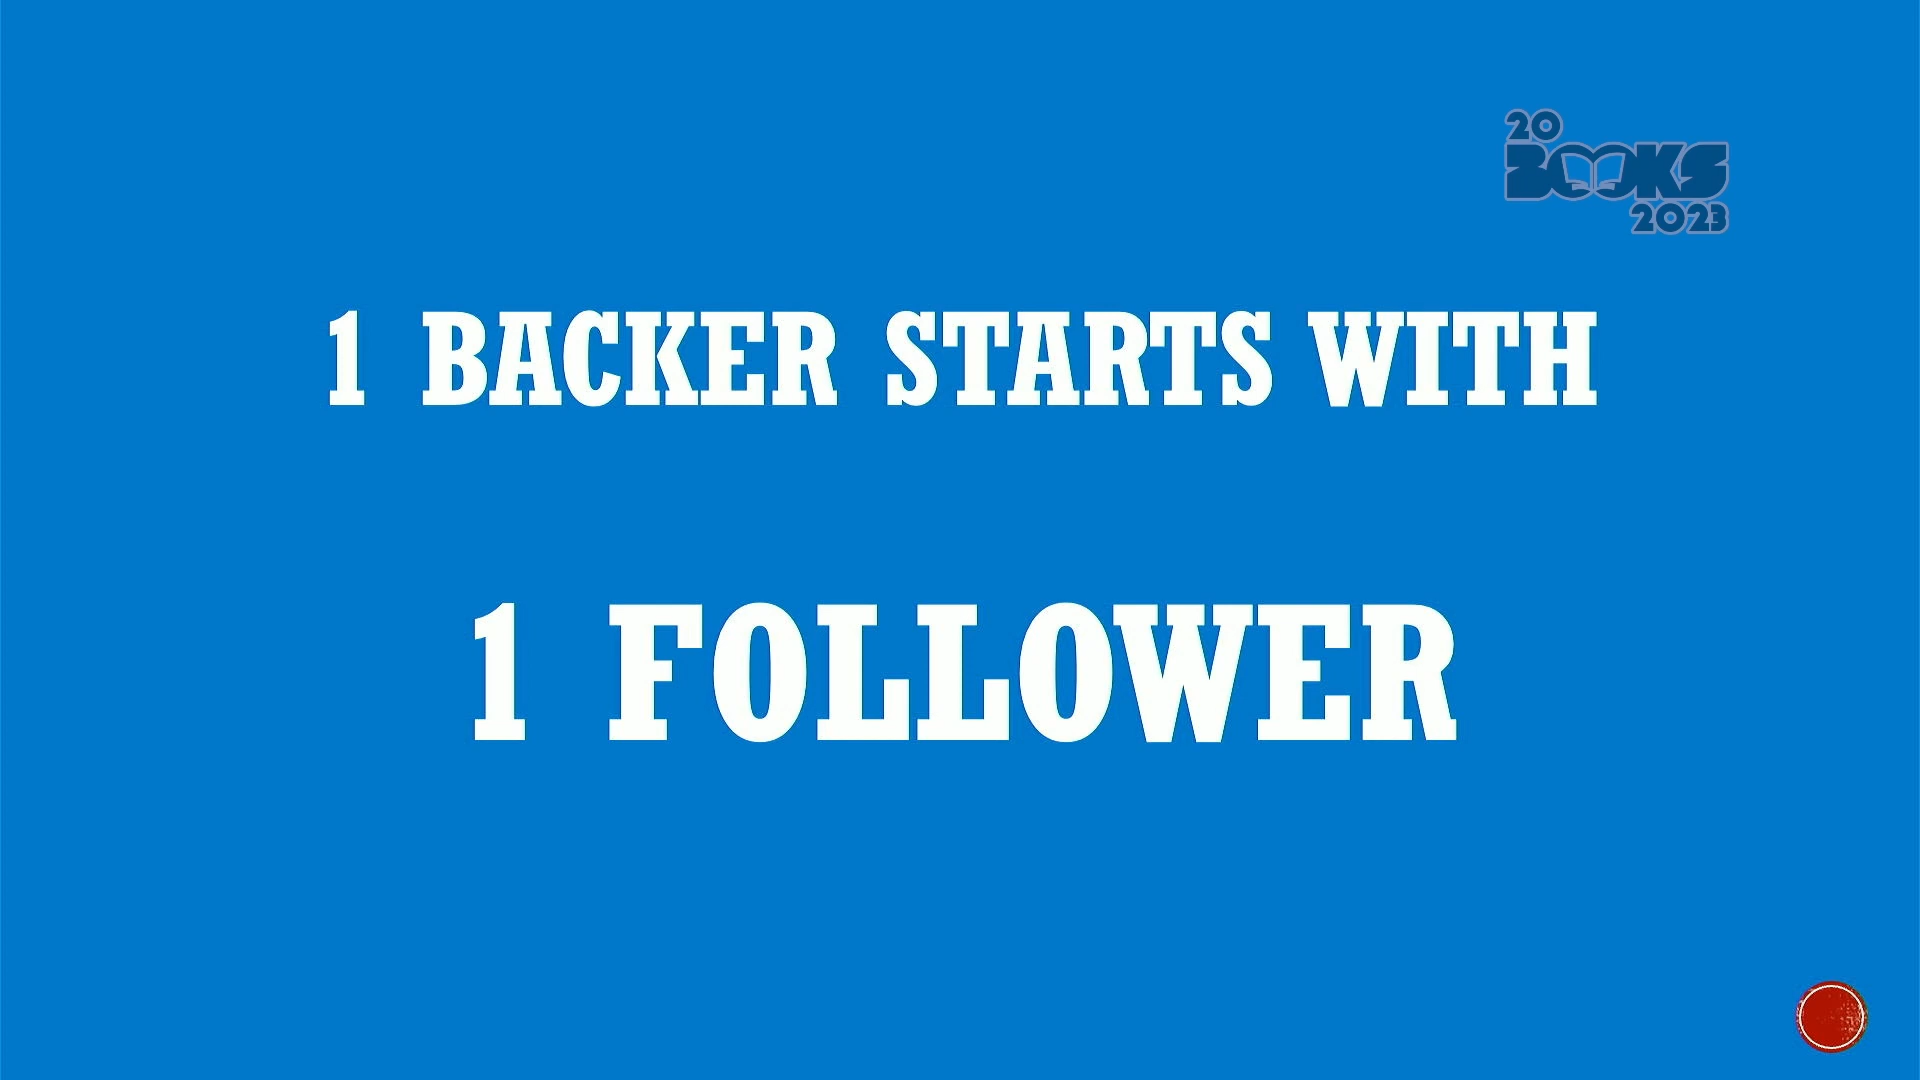 20
BOOKS
2023
1 BACKER STARTS WITH
1 FOLLOWER